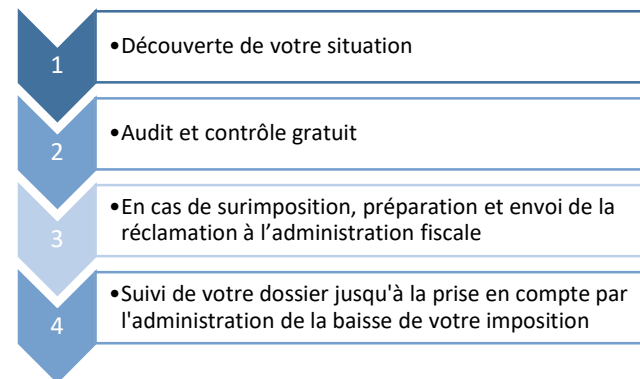 1
•Découverte de votre situation
2
•Audit et contrôle gratuit
3
•En cas de surimposition, préparation et envoi de la
réclamation à l’administration fiscale
4
•Suivi de votre dossier jusqu'à la prise en compte par
l'administration de la baisse de votre imposition